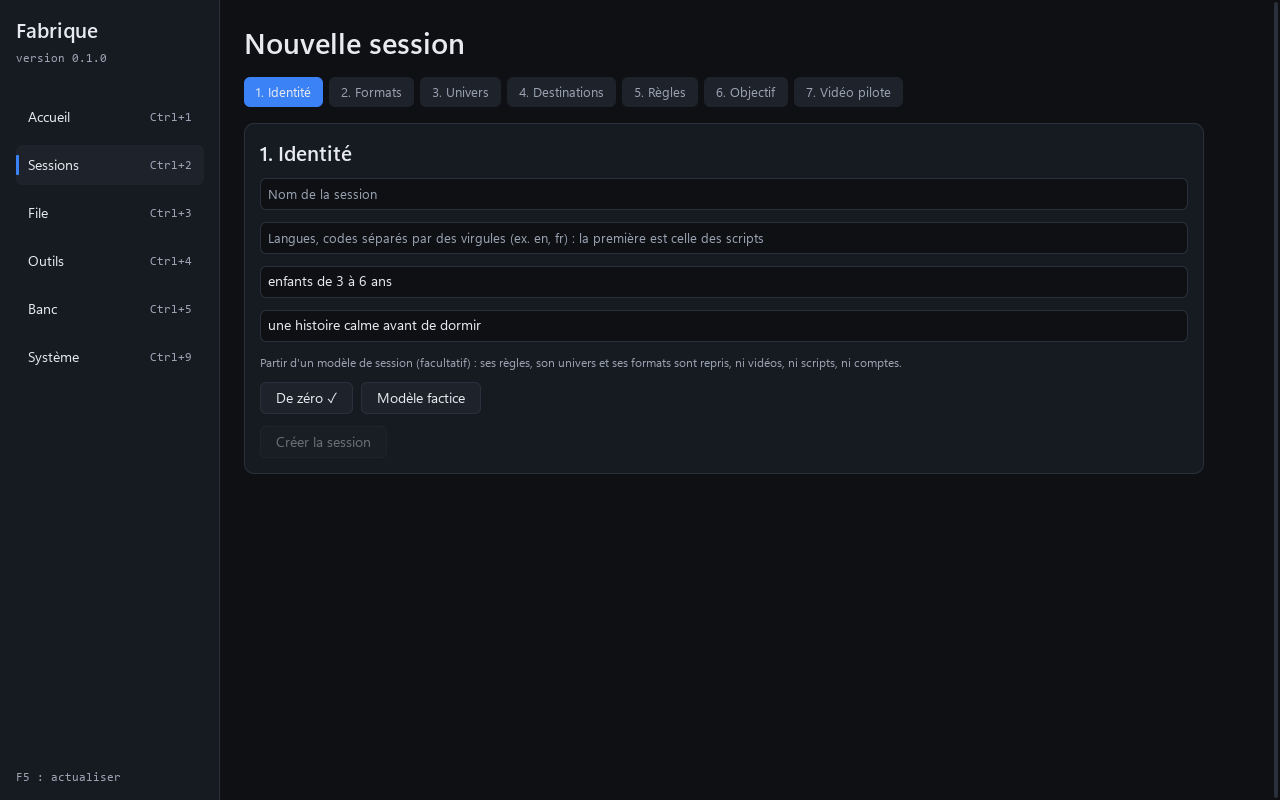 Fabrique
version 0.1.0
Accueil Ctrl+1
Sessions Ctrl+2
File Ctrl+3
Outils Ctrl+4
Banc Ctrl+5
Système Ctrl+9
F5 : actualiser
Nouvelle session
1. Identité 2. Formats 3. Univers 4. Destinations 5. Règles 6. Objectif 7. Vidéo pilote
1. Identité
Nom de la session
Langues, codes séparés par des virgules (ex. en, fr) : la première est celle des scripts
enfants de 3 à 6 ans
une histoire calme avant de dormir
Partir d'un modèle de session (facultatif) : ses règles, son univers et ses formats sont repris, ni vidéos, ni scripts, ni comptes.
De zéro ✓ Modèle factice
Créer la session